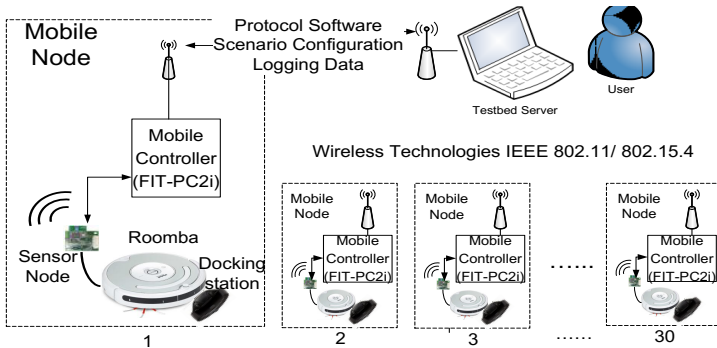 Mobile
Node
Protocol Software
Scenario Configuration
Logging Data
Testbed Server
User
Mobile
Controller
(FIT-PC2i)
Wireless Technologies IEEE 802.11/ 802.15.4
Sensor
Node
Roomba
Docking
station
1
Mobile
Node
Mobile
Controller
(FIT-PC2i)
2
Mobile
Node
Mobile
Controller
(FIT-PC2i)
3
......
......
Mobile
Node
Mobile
Controller
(FIT-PC2i)
30